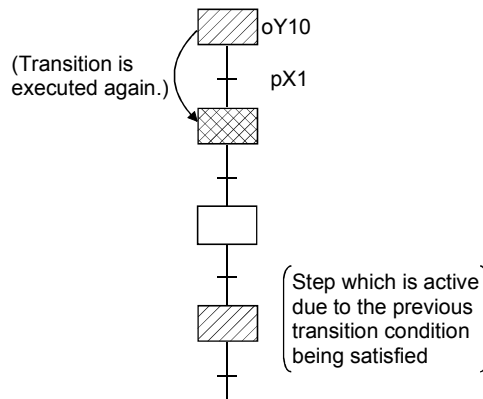 oY10
(Transition is
executed again.)
pX1
Step which is active
due to the previous
transition condition
being satisfied